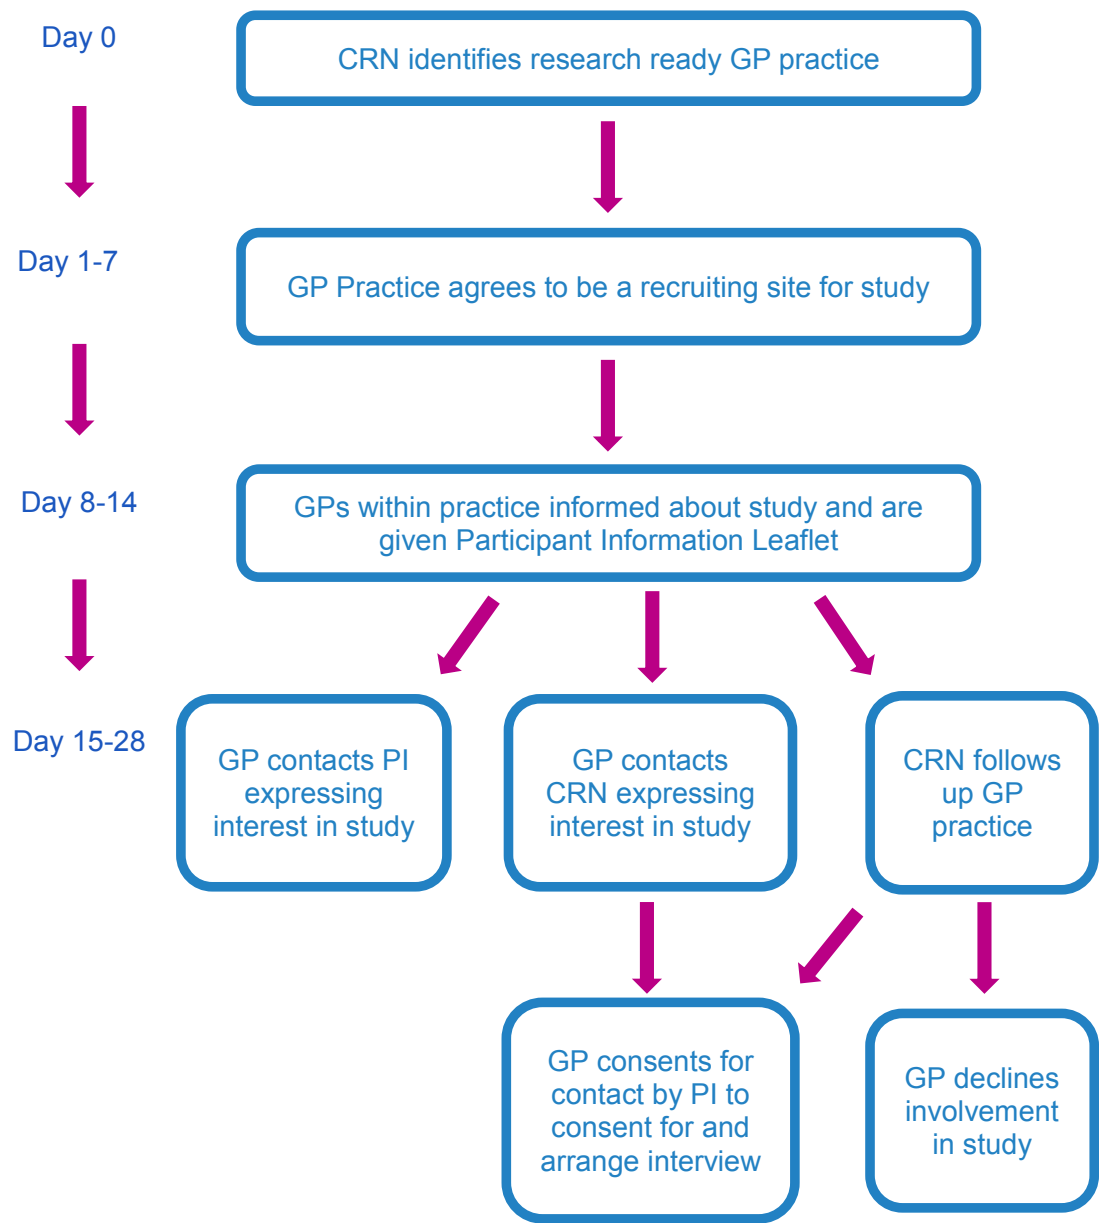 Day 0
CRN identifies research ready GP practice
Day 1-7
GP Practice agrees to be a recruiting site for study
Day 8-14
GPs within practice informed about study and are
given Participant Information Leaflet
Day 15-28
GP contacts PI
expressing
interest in study
GP contacts
CRN expressing
interest in study
CRN follows
up GP
practice
GP consents for
contact by PI to
consent for and
arrange interview
GP declines
involvement
in study